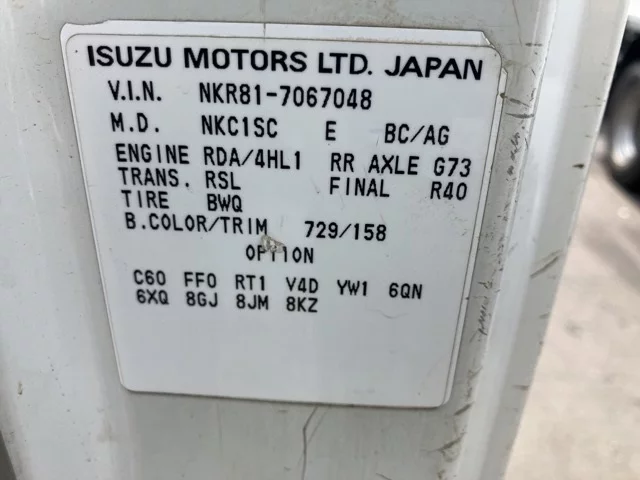 ISUZU MOTORS LTD. JAPAN
V.I.N. NKR81-7067048
M.D. NKC1SC E BC/AG
ENGINE RDA/4HL1 RR AXLE G73
TRANS. RSL FINAL R40
TIRE BWQ
B.COLOR/TRIM 729/158
OPTION
C60 FF0 RT1 V4D YW1 6QN
6XQ 8GJ 8JM 8KZ